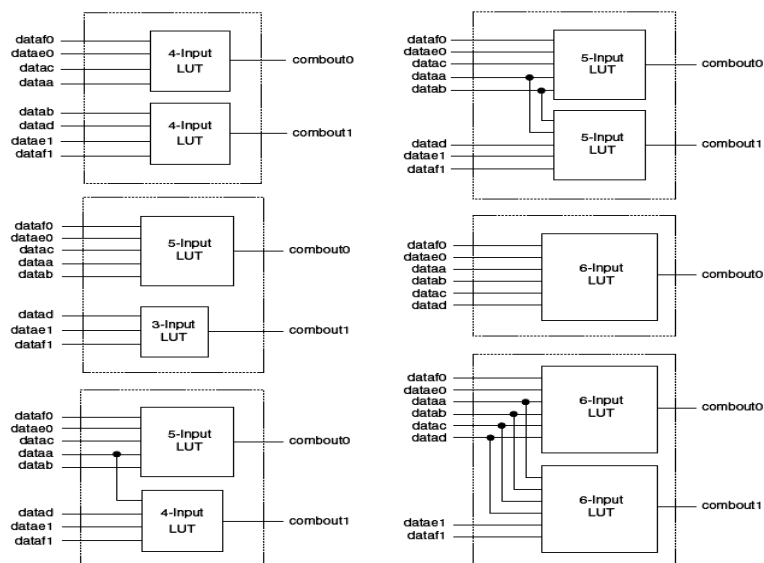 dataf0
datae0
datac
dataa
4-Input
LUT
combout0
datab
datad
datae1
dataf1
4-Input
LUT
combout1
dataf0
datae0
datac
dataa
datab
5-Input
LUT
combout0
datad
datae1
dataf1
3-Input
LUT
combout1
dataf0
datae0
datac
dataa
datab
5-Input
LUT
combout0
datad
datae1
dataf1
4-Input
LUT
combout1
dataf0
datae0
datac
dataa
datab
5-Input
LUT
combout0
datad
datae1
dataf1
5-Input
LUT
combout1
dataf0
datae0
dataa
datab
datac
datad
6-Input
LUT
combout0
dataf0
datae0
dataa
datab
datac
datad
6-Input
LUT
combout0
datae1
dataf1
6-Input
LUT
combout1